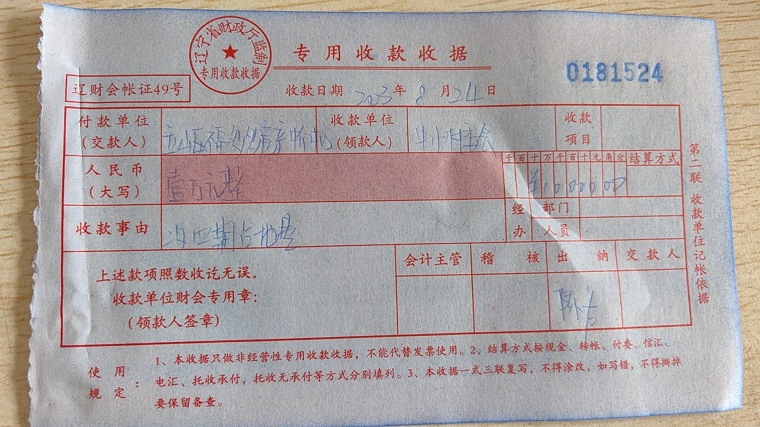 辽宁省财政厅监制
专用收款收据
专用收款收据
0181524
辽财会帐证49号
收款日期 2023 年 8 月 24 日
付款单位
(交款人)
收款单位
(领款人)
收款
项目
人民币
(大写)
壹万元整
千百十万千百十元角分
结算方式
¥1000000
收款事由
经办
部门
人员
上述款项照数收讫无误。
收款单位财会专用章:
(领款人签章)
会计主管
稽核
出纳
交款人
第二联 收款单位记帐依据
使用规定:
1、本收据只做非经营性专用收款收据,不能代替发票使用。2、结算方式按现金、转帐、付委、信汇、
电汇、托收承付,托收无承付等方式分别填列。3、本收据一式三联复写,不得涂改,如写错,不得撕掉
要保留备查。